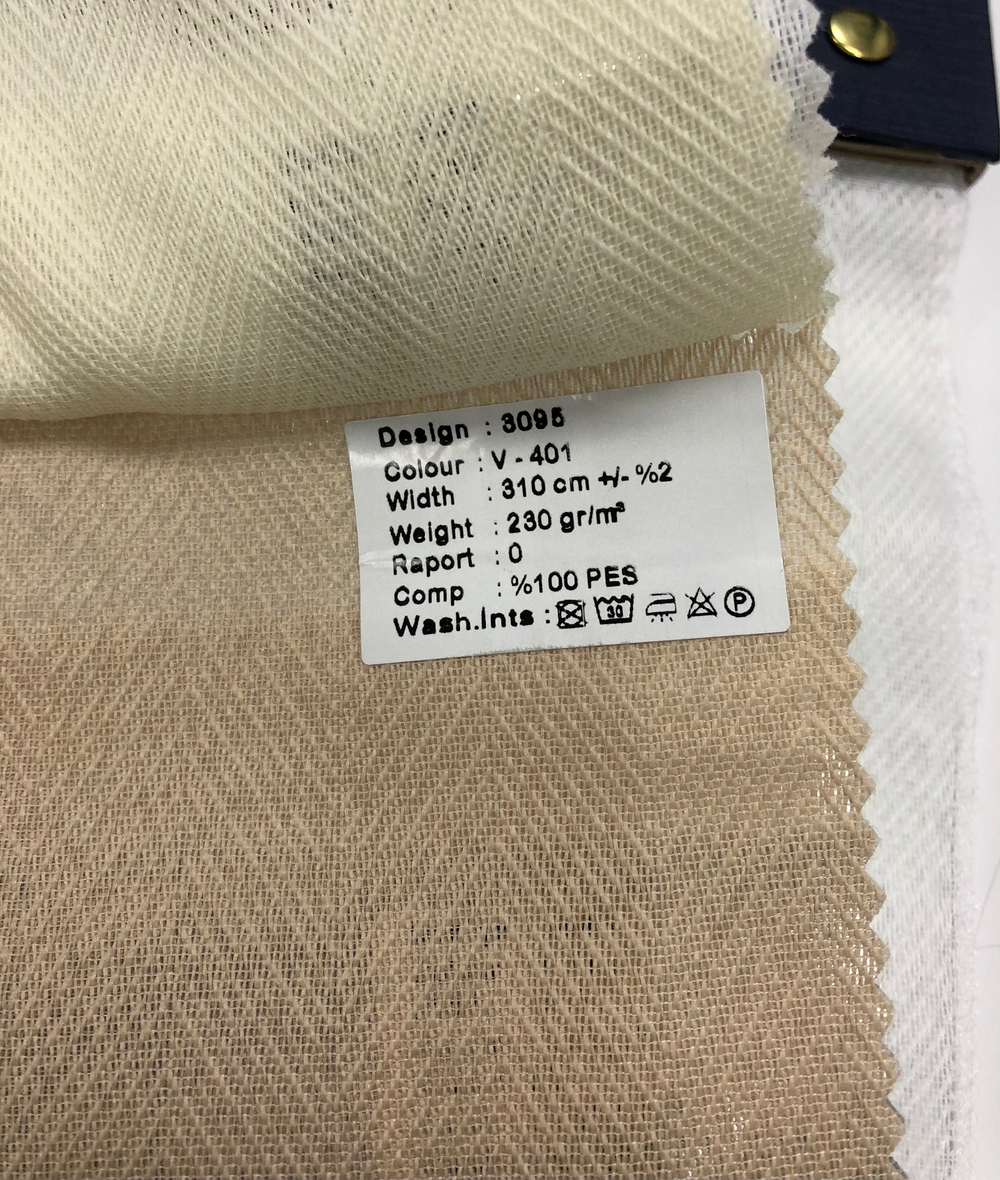 Design : 3095
Colour : V - 401
Width : 310 cm +/- %2
Weight : 230 gr/m²
Raport : 0
Comp : %100 PES
Wash.Ints : 30 P